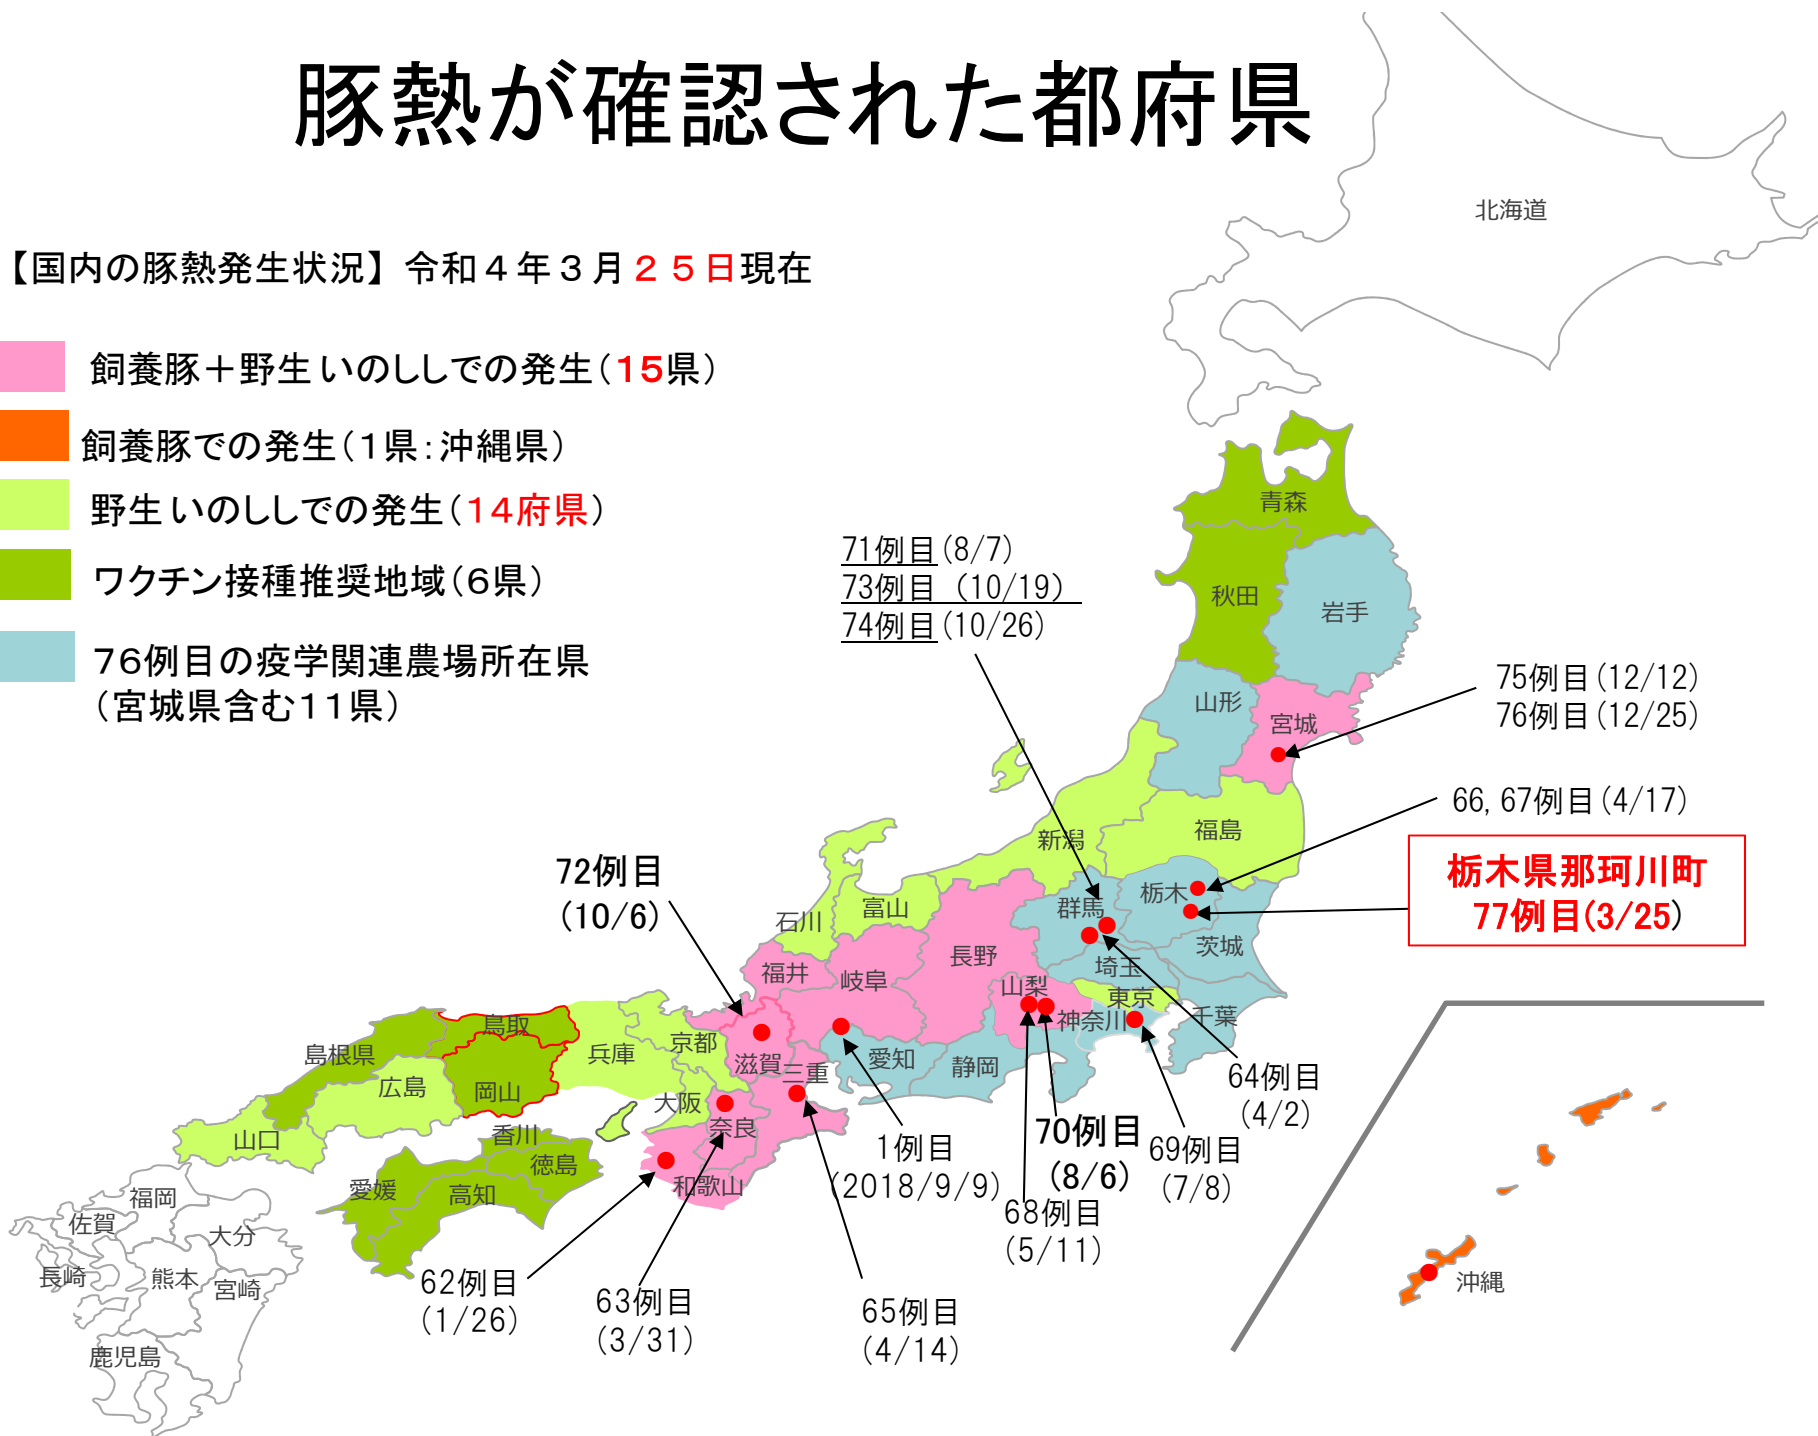 豚熱が確認された都府県
【国内の豚熱発生状況】令和４年３月２５日現在
飼養豚＋野生いのししでの発生（15県）
飼養豚での発生（１県：沖縄県）
野生いのししでの発生（１４府県）
ワクチン接種推奨地域（６県）
７６例目の疫学関連農場所在県
（宮城県含む１１県）
北海道
青森
秋田
岩手
山形
宮城
新潟
福島
71例目(8/7)
73例目（10/19）
74例目(10/26)
75例目(12/12)
76例目(12/25)
66,67例目(4/17)
栃木県那珂川町
77例目(3/25)
72例目
(10/6)
石川
富山
群馬
栃木
茨城
福井
岐阜
長野
埼玉
山梨
東京
神奈川
千葉
鳥取
島根県
兵庫
京都
滋賀
三重
愛知
静岡
広島
岡山
大阪
奈良
山口
香川
徳島
愛媛
高知
和歌山
福岡
佐賀
大分
長崎
熊本
宮崎
鹿児島
沖縄
64例目
(4/2)
1例目
(2018/9/9)
70例目
(8/6)
69例目
(7/8)
68例目
(5/11)
62例目
(1/26)
63例目
(3/31)
65例目
(4/14)